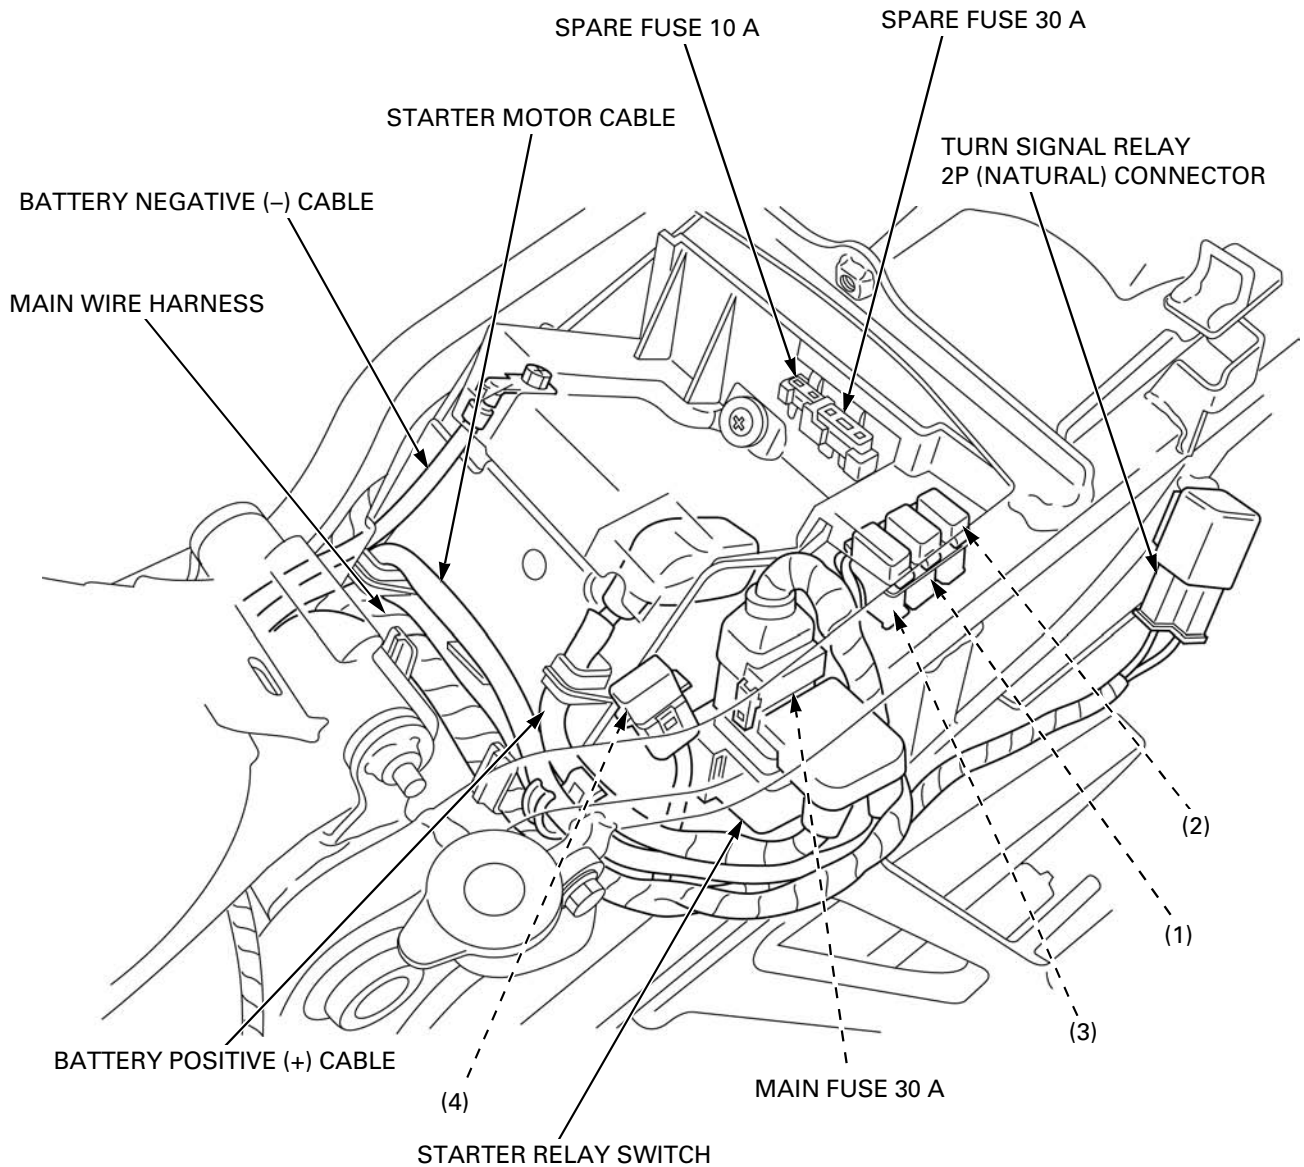 SPARE FUSE 10 A
SPARE FUSE 30 A
STARTER MOTOR CABLE
TURN SIGNAL RELAY
2P (NATURAL) CONNECTOR
BATTERY NEGATIVE (–) CABLE
MAIN WIRE HARNESS
(2)
(1)
(3)
BATTERY POSITIVE (+) CABLE
(4)
MAIN FUSE 30 A
STARTER RELAY SWITCH